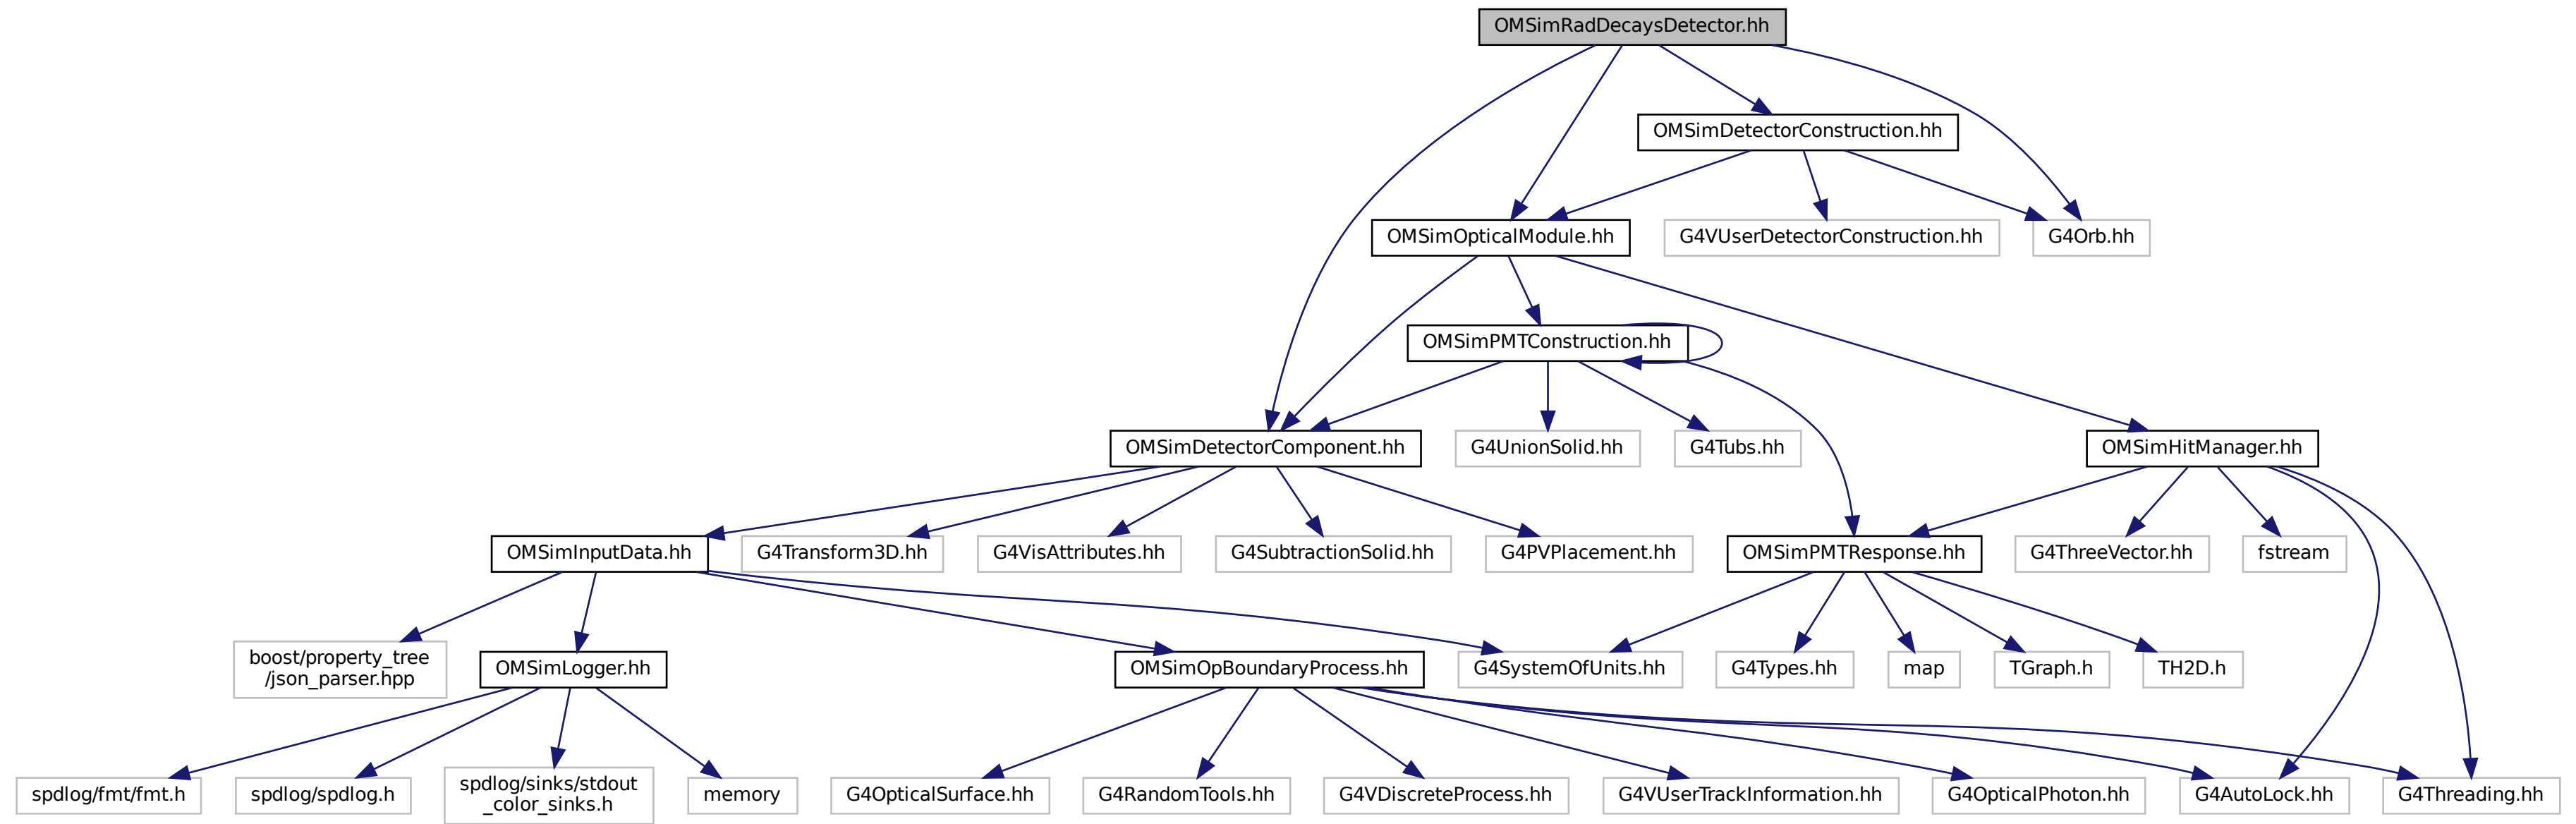 OMSimRadDecaysDetector.hh
OMSimDetectorConstruction.hh
OMSimOpticalModule.hh
G4VUserDetectorConstruction.hh
G4Orb.hh
OMSimPMTConstruction.hh
OMSimDetectorComponent.hh
G4UnionSolid.hh
G4Tubs.hh
OMSimHitManager.hh
OMSimInputData.hh
G4Transform3D.hh
G4VisAttributes.hh
G4SubtractionSolid.hh
G4PVPlacement.hh
OMSimPMTResponse.hh
G4ThreeVector.hh
fstream
boost/property_tree
/json_parser.hpp
OMSimLogger.hh
OMSimOpBoundaryProcess.hh
G4SystemOfUnits.hh
G4Types.hh
map
TGraph.h
TH2D.h
spdlog/fmt/fmt.h
spdlog/spdlog.h
spdlog/sinks/stdout
_color_sinks.h
memory
G4OpticalSurface.hh
G4RandomTools.hh
G4VDiscreteProcess.hh
G4VUserTrackInformation.hh
G4OpticalPhoton.hh
G4AutoLock.hh
G4Threading.hh